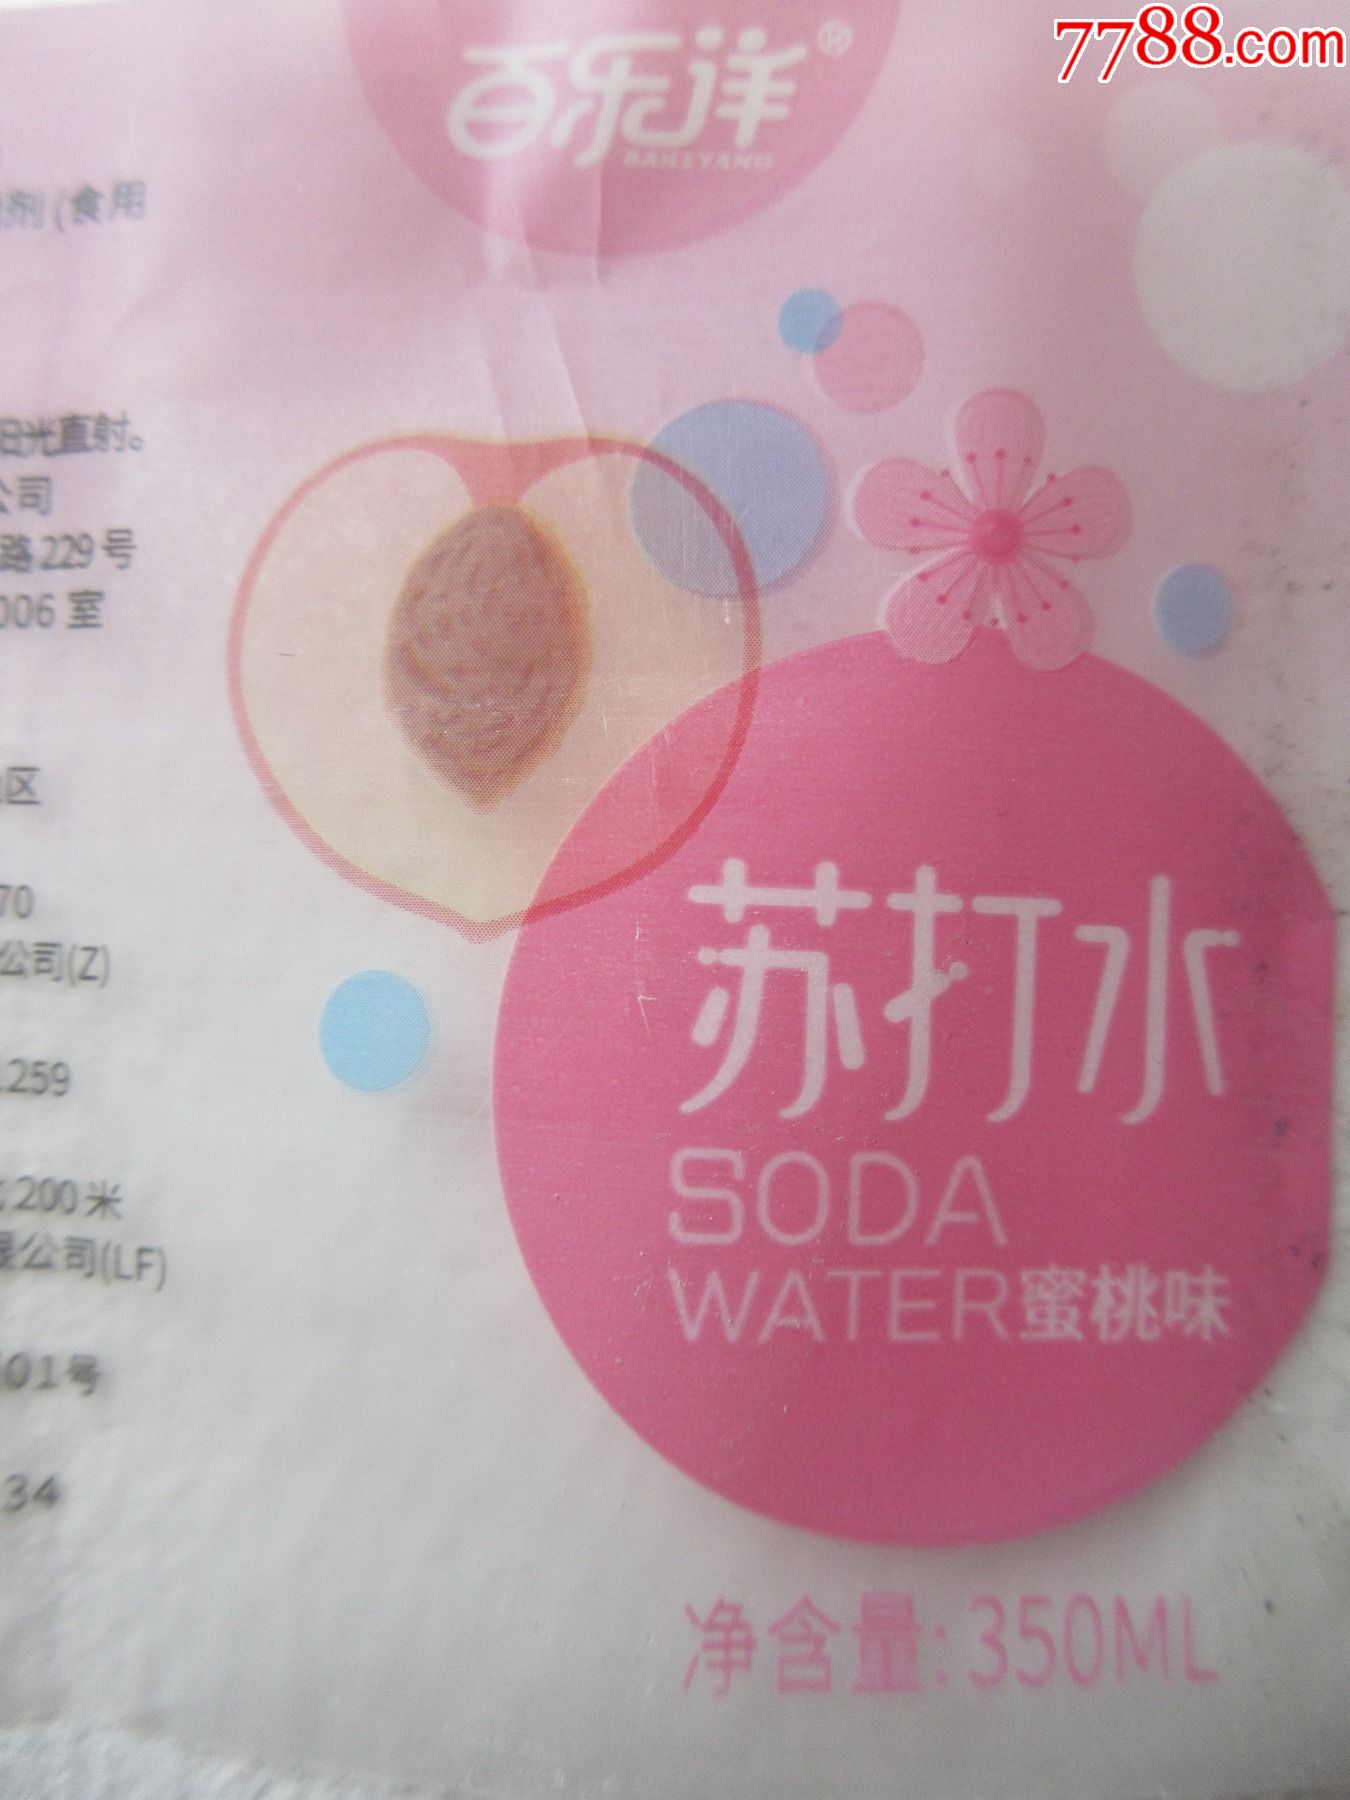 7788.com
百乐洋®
BAILEYANG
剂(食用
阳光直射。
公司
路229号
006室
区
70
公司(Z)
259
200米
限公司(LF)
01号
34
苏打水
SODA
WATER蜜桃味
净含量:350ML